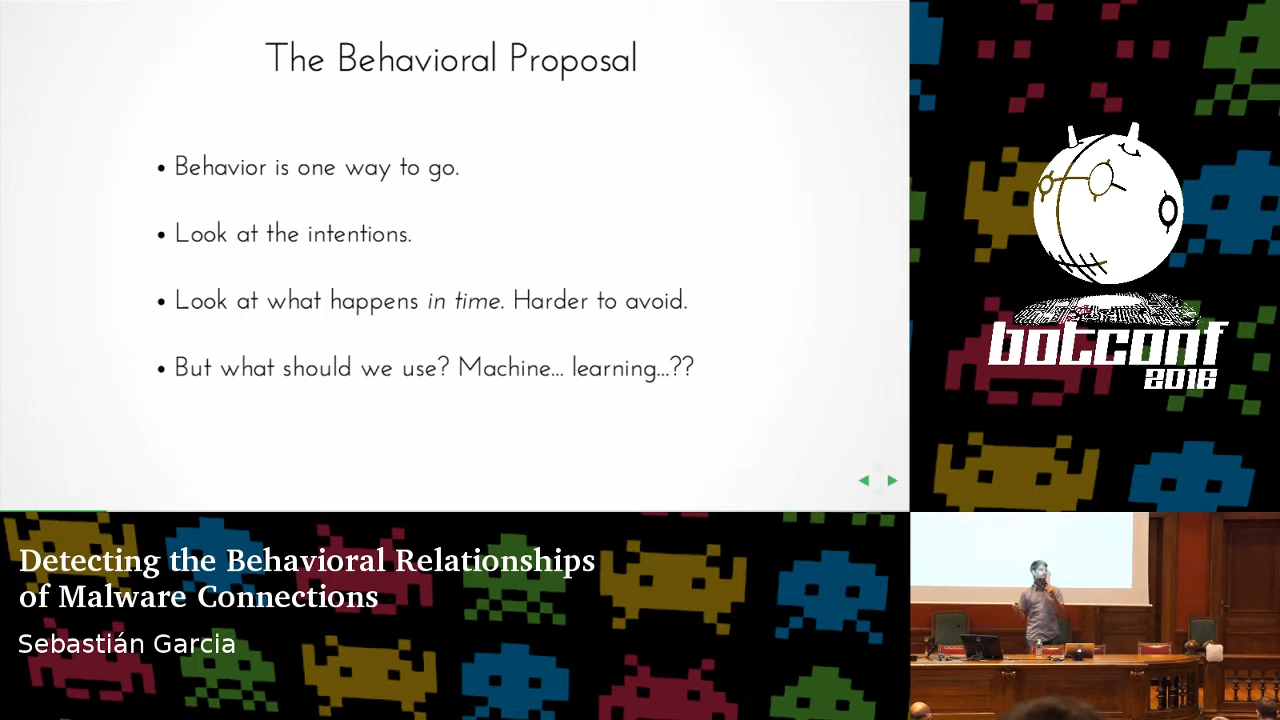 The Behavioral Proposal
• Behavior is one way to go.
• Look at the intentions.
• Look at what happens in time. Harder to avoid.
• But what should we use? Machine... learning...??
botconf
2016
Detecting the Behavioral Relationships
of Malware Connections
Sebastián Garcia